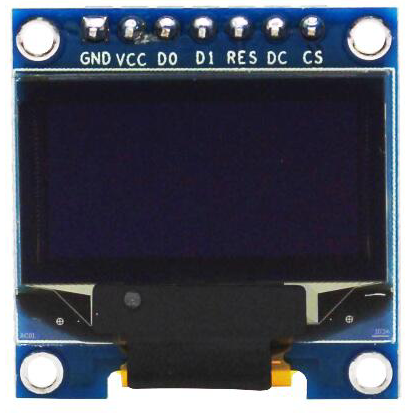 GND VCC D0 D1 RES DC CS